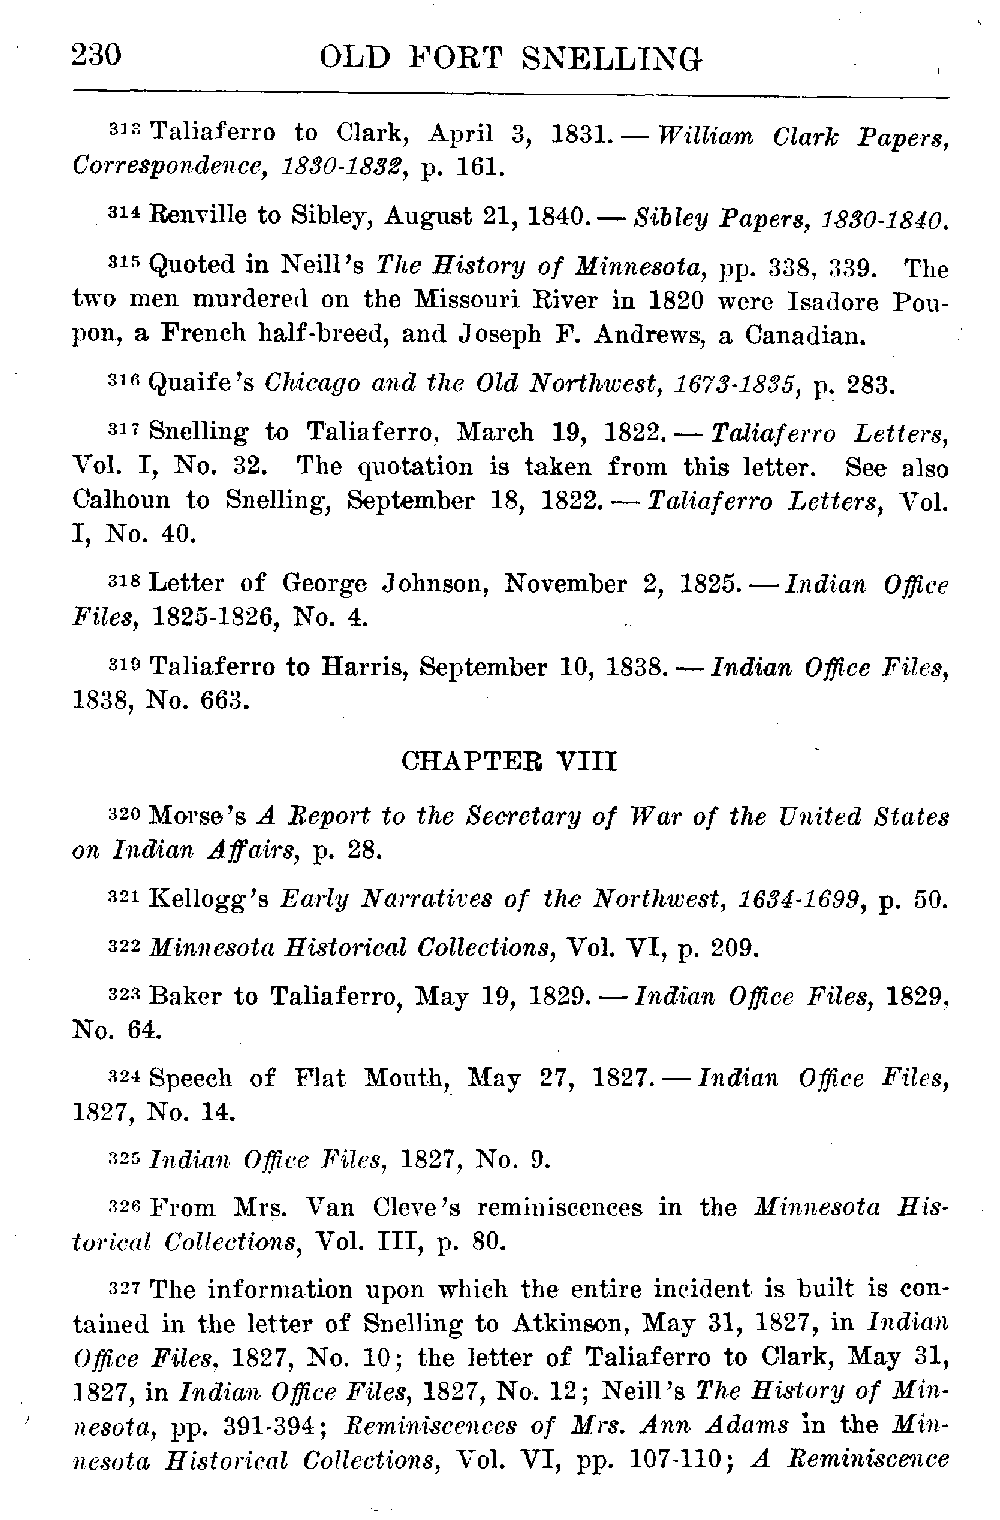 230 OLD FORT SNELLING
313 Taliaferro to Clark, April 3, 1831. — William Clark Papers,
Correspondence, 1830-1832, p. 161.
314 Renville to Sibley, August 21, 1840. — Sibley Papers, 1830-1840.
315 Quoted in Neill's The History of Minnesota, pp. 338, 339. The
two men murdered on the Missouri River in 1820 were Isadore Pou-
pon, a French half-breed, and Joseph F. Andrews, a Canadian.
316 Quaife's Chicago and the Old Northwest, 1673-1835, p. 283.
317 Snelling to Taliaferro, March 19, 1822. — Taliaferro Letters,
Vol. I, No. 32. The quotation is taken from this letter. See also
Calhoun to Snelling, September 18, 1822. — Taliaferro Letters, Vol.
I, No. 40.
318 Letter of George Johnson, November 2, 1825. — Indian Office
Files, 1825-1826, No. 4.
319 Taliaferro to Harris, September 10, 1838. — Indian Office Files,
1838, No. 663.
CHAPTER VIII
320 Morse's A Report to the Secretary of War of the United States
on Indian Affairs, p. 28.
321 Kellogg's Early Narratives of the Northwest, 1634-1699, p. 50.
322 Minnesota Historical Collections, Vol. VI, p. 209.
323 Baker to Taliaferro, May 19, 1829. — Indian Office Files, 1829,
No. 64.
324 Speech of Flat Mouth, May 27, 1827. — Indian Office Files,
1827, No. 14.
325 Indian Office Files, 1827, No. 9.
326 From Mrs. Van Cleve's reminiscences in the Minnesota His-
torical Collections, Vol. III, p. 80.
327 The information upon which the entire incident is built is con-
tained in the letter of Snelling to Atkinson, May 31, 1827, in Indian
Office Files, 1827, No. 10; the letter of Taliaferro to Clark, May 31,
1827, in Indian Office Files, 1827, No. 12; Neill's The History of Min-
nesota, pp. 391-394; Reminiscences of Mrs. Ann Adams in the Min-
nesota Historical Collections, Vol. VI, pp. 107-110; A Reminiscence